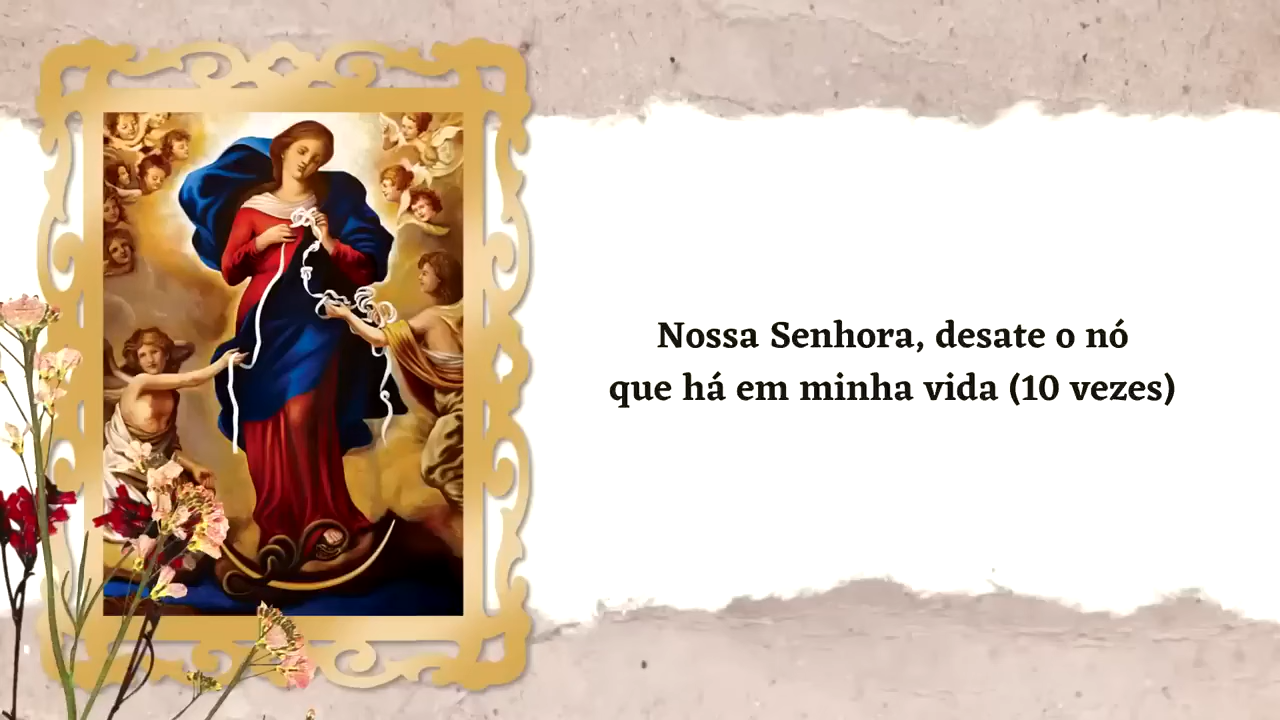 Nossa Senhora, desate o nó
que há em minha vida (10 vezes)